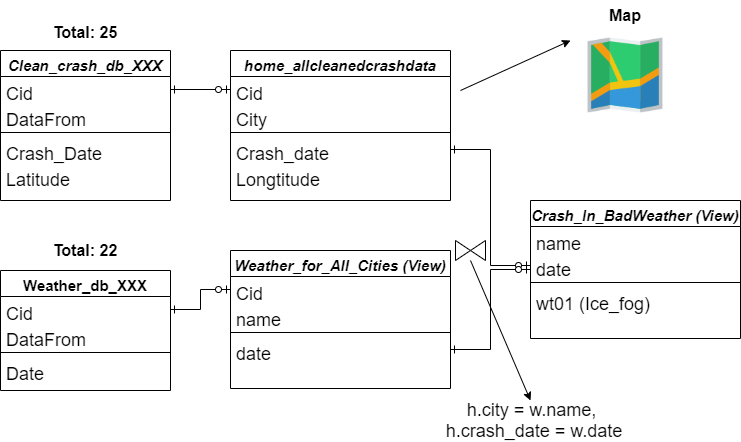 Map
Total: 25
Clean_crash_db_XXX
Cid
DataFrom
Crash_Date
Latitude
home_allcleanedcrashdata
Cid
City
Crash_date
Longtitude
Crash_In_BadWeather (View)
name
date
wt01 (Ice_fog)
Total: 22
Weather_db_XXX
Cid
DataFrom
Date
Weather_for_All_Cities (View)
Cid
name
date
h.city = w.name,
h.crash_date = w.date